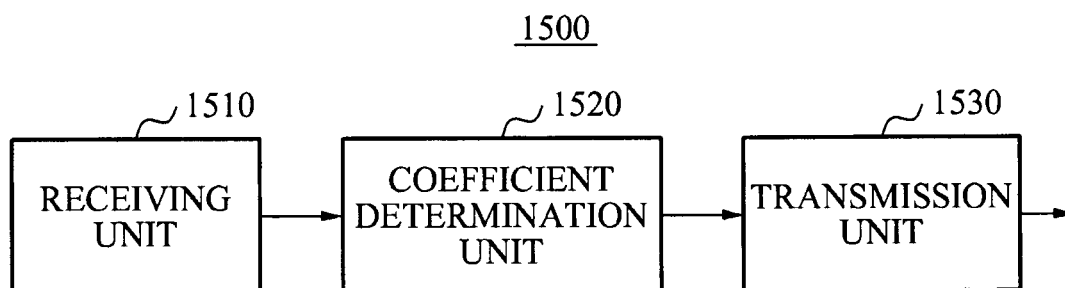 1500
1510
1520
1530
RECEIVING
UNIT
COEFFICIENT
DETERMINATION
UNIT
TRANSMISSION
UNIT